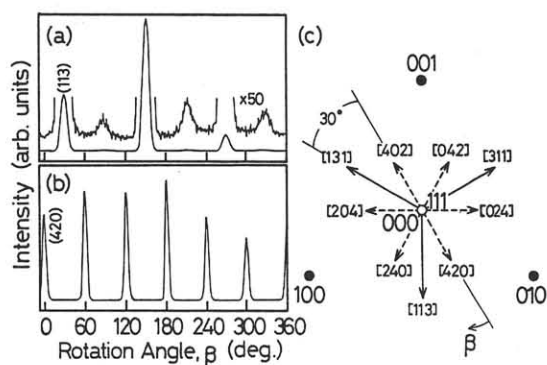 (a)
(113)
x50
(b)
(420)
Intensity (arb. units)
0 60 120 180 240 300 360
Rotation Angle, β (deg.)
(c)
001
30°
[402] [042]
[131] [311]
111
000
[204] [024]
[240] [420]
[113]
100
010
β